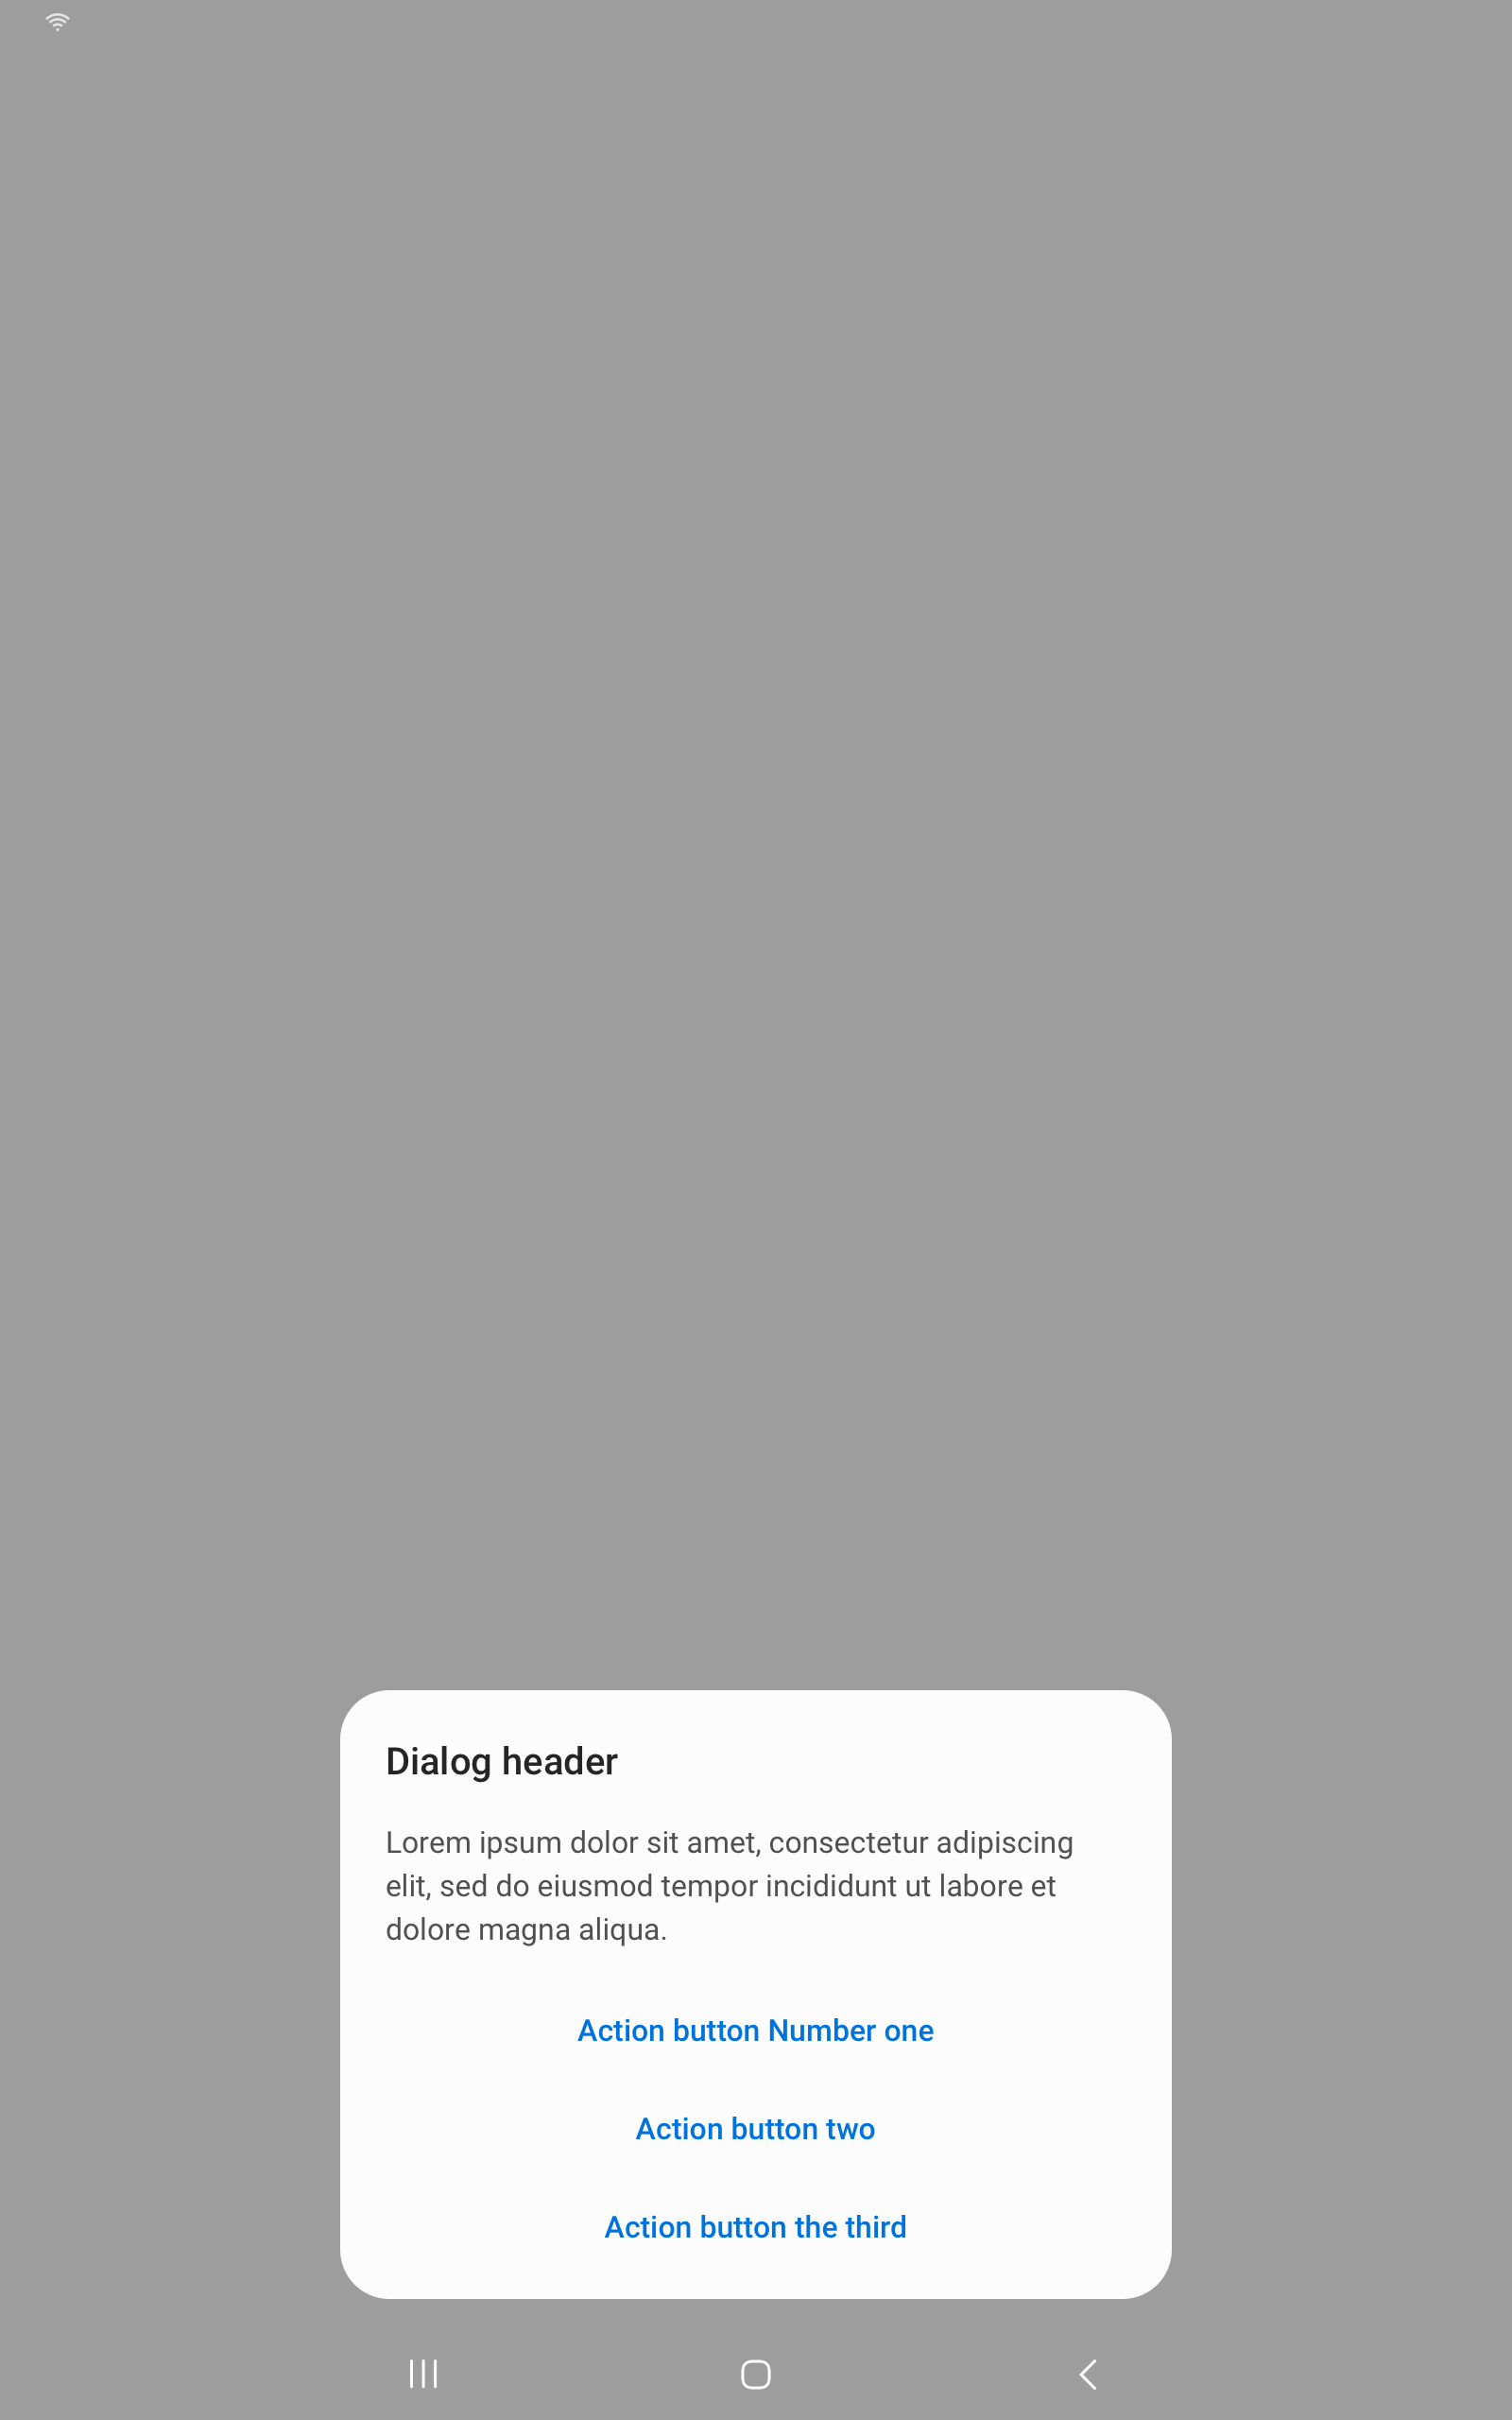 Dialog header
Lorem ipsum dolor sit amet, consectetur adipiscing
elit, sed do eiusmod tempor incididunt ut labore et
dolore magna aliqua.
Action button Number one
Action button two
Action button the third